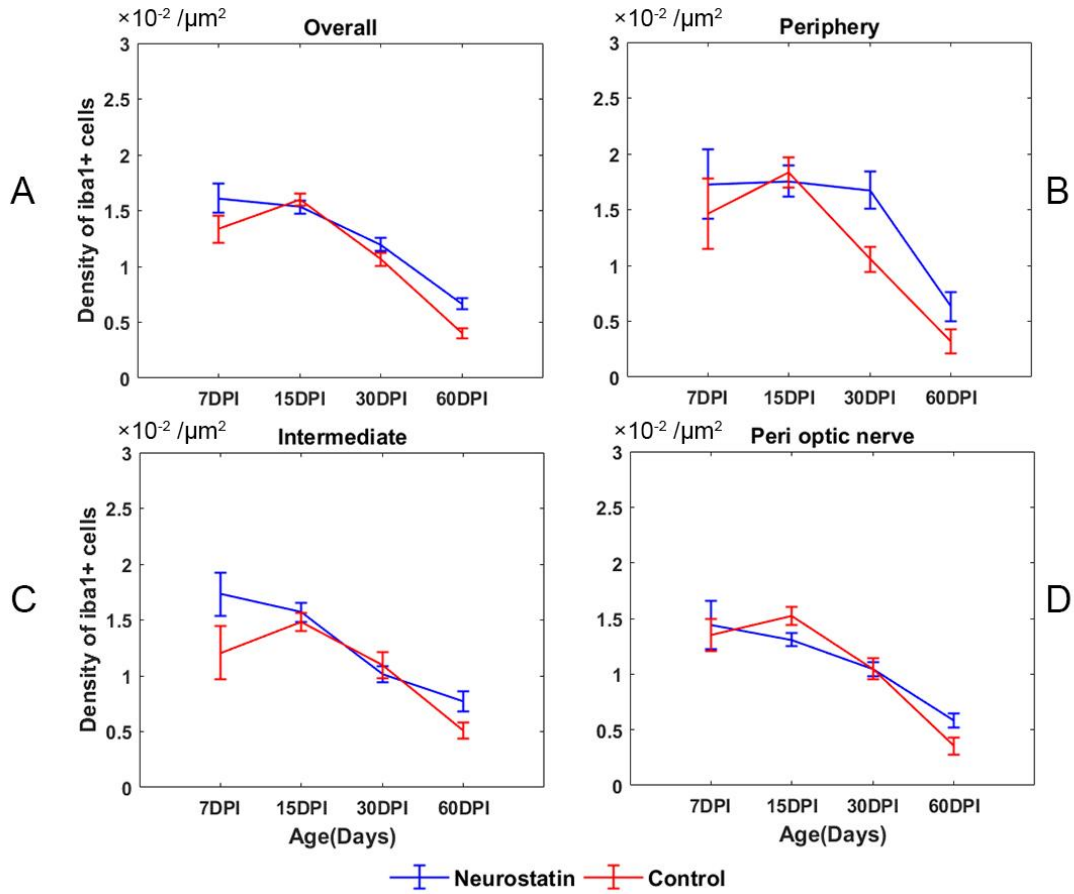 ×10⁻² /µm²
Overall
Density of iba1+ cells
3
2.5
2
1.5
1
0.5
0
7DPI 15DPI 30DPI 60DPI
A
×10⁻² /µm²
Periphery
3
2.5
2
1.5
1
0.5
0
7DPI 15DPI 30DPI 60DPI
B
×10⁻² /µm²
Intermediate
Density of iba1+ cells
3
2.5
2
1.5
1
0.5
0
7DPI 15DPI 30DPI 60DPI
Age(Days)
C
×10⁻² /µm²
Peri optic nerve
3
2.5
2
1.5
1
0.5
0
7DPI 15DPI 30DPI 60DPI
Age(Days)
D
Neurostatin Control